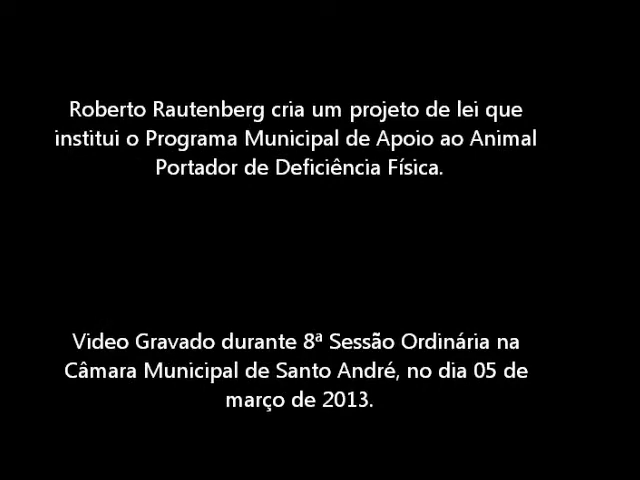 Roberto Rautenberg cria um projeto de lei que
institui o Programa Municipal de Apoio ao Animal
Portador de Deficiência Física.
Video Gravado durante 8ª Sessão Ordinária na
Câmara Municipal de Santo André, no dia 05 de
março de 2013.